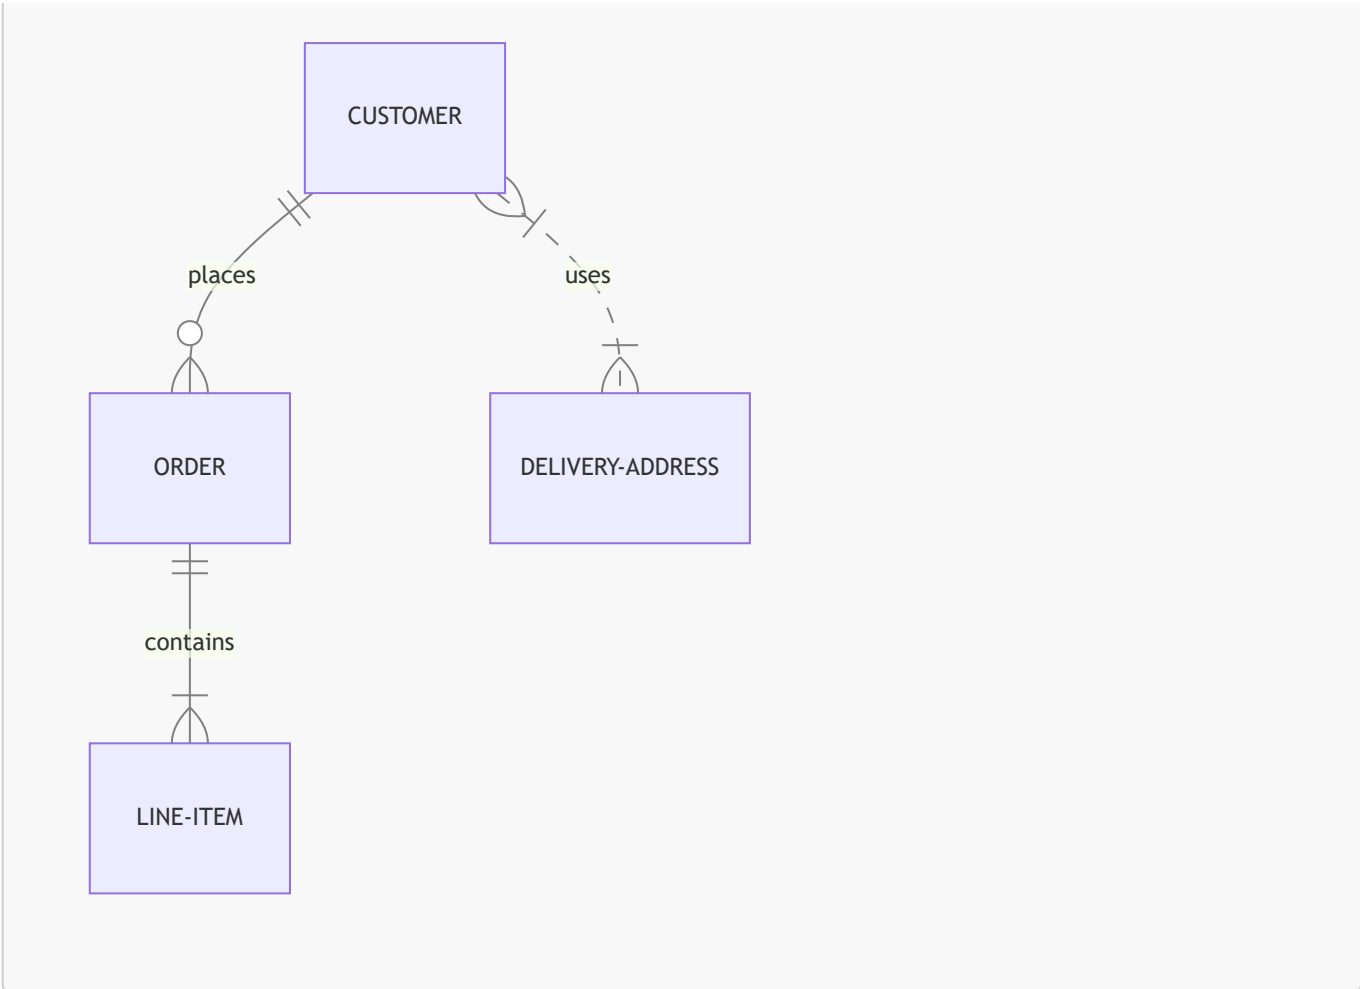 CUSTOMER
places
uses
ORDER
DELIVERY-ADDRESS
contains
LINE-ITEM